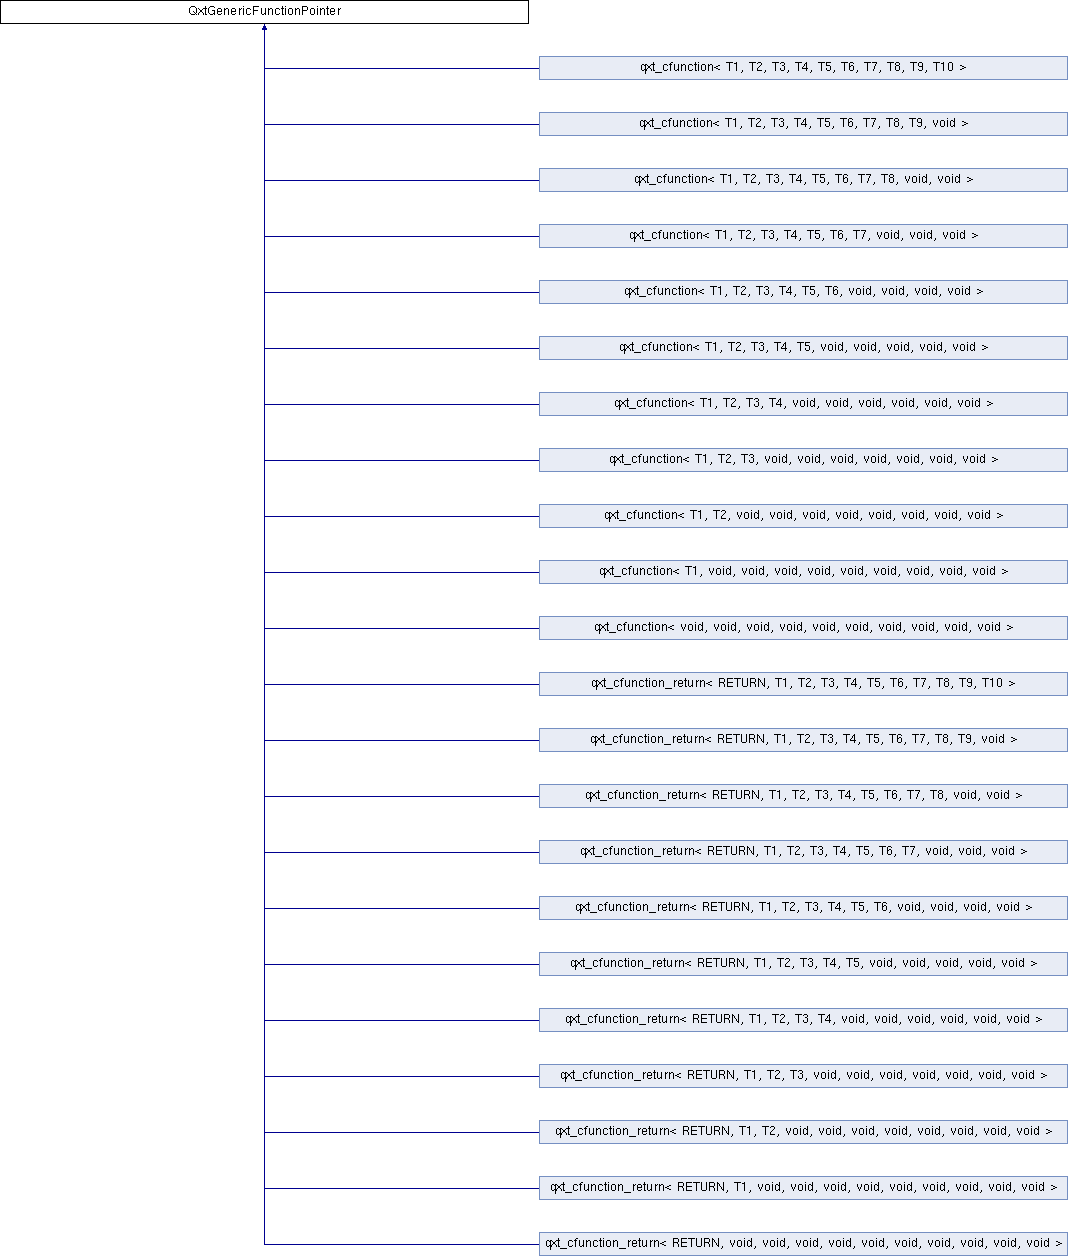 QxtGenericFunctionPointer
qxt_cfunction< T1, T2, T3, T4, T5, T6, T7, T8, T9, T10 >
qxt_cfunction< T1, T2, T3, T4, T5, T6, T7, T8, T9, void >
qxt_cfunction< T1, T2, T3, T4, T5, T6, T7, T8, void, void >
qxt_cfunction< T1, T2, T3, T4, T5, T6, T7, void, void, void >
qxt_cfunction< T1, T2, T3, T4, T5, T6, void, void, void, void >
qxt_cfunction< T1, T2, T3, T4, T5, void, void, void, void, void >
qxt_cfunction< T1, T2, T3, T4, void, void, void, void, void, void >
qxt_cfunction< T1, T2, T3, void, void, void, void, void, void, void >
qxt_cfunction< T1, T2, void, void, void, void, void, void, void, void >
qxt_cfunction< T1, void, void, void, void, void, void, void, void, void >
qxt_cfunction< void, void, void, void, void, void, void, void, void, void >
qxt_cfunction_return< RETURN, T1, T2, T3, T4, T5, T6, T7, T8, T9, T10 >
qxt_cfunction_return< RETURN, T1, T2, T3, T4, T5, T6, T7, T8, T9, void >
qxt_cfunction_return< RETURN, T1, T2, T3, T4, T5, T6, T7, T8, void, void >
qxt_cfunction_return< RETURN, T1, T2, T3, T4, T5, T6, T7, void, void, void >
qxt_cfunction_return< RETURN, T1, T2, T3, T4, T5, T6, void, void, void, void >
qxt_cfunction_return< RETURN, T1, T2, T3, T4, T5, void, void, void, void, void >
qxt_cfunction_return< RETURN, T1, T2, T3, T4, void, void, void, void, void, void >
qxt_cfunction_return< RETURN, T1, T2, T3, void, void, void, void, void, void, void >
qxt_cfunction_return< RETURN, T1, T2, void, void, void, void, void, void, void, void >
qxt_cfunction_return< RETURN, T1, void, void, void, void, void, void, void, void, void >
qxt_cfunction_return< RETURN, void, void, void, void, void, void, void, void, void, void >